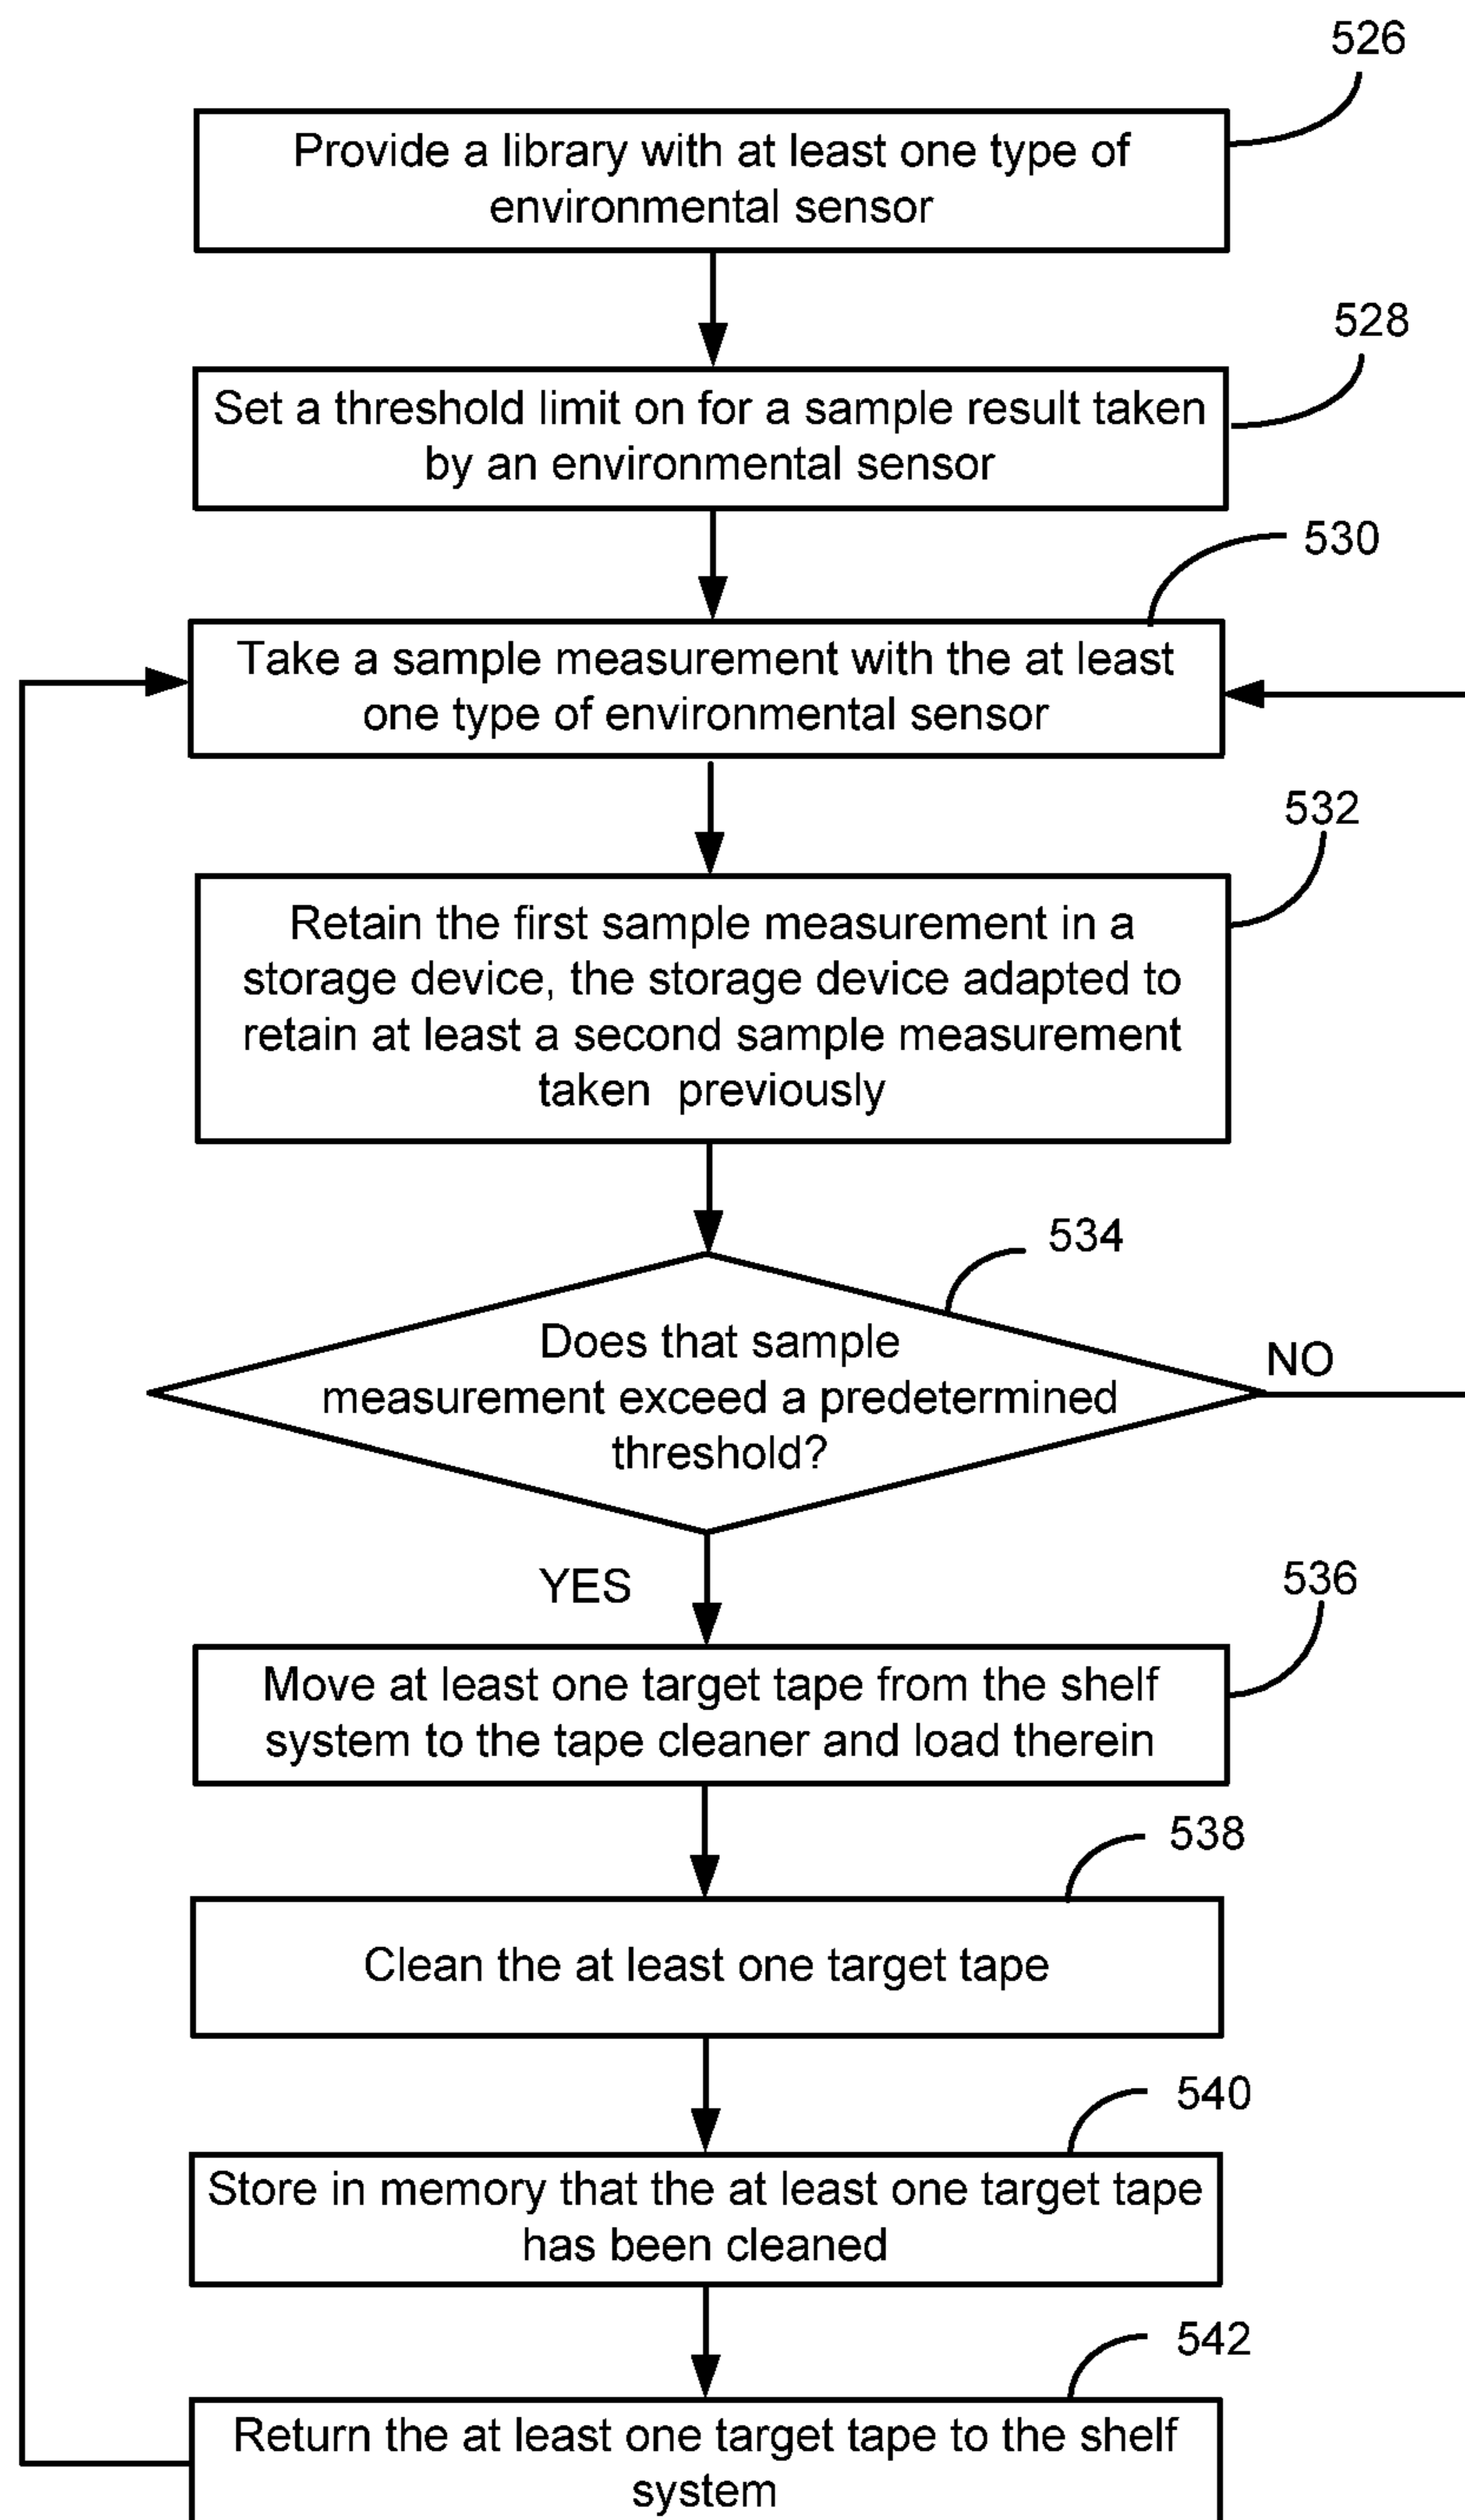 526
Provide a library with at least one type of
environmental sensor
528
Set a threshold limit on for a sample result taken
by an environmental sensor
530
Take a sample measurement with the at least
one type of environmental sensor
532
Retain the first sample measurement in a
storage device, the storage device adapted to
retain at least a second sample measurement
taken  previously
534
Does that sample
measurement exceed a predetermined
threshold?
NO
YES
536
Move at least one target tape from the shelf
system to the tape cleaner and load therein
538
Clean the at least one target tape
540
Store in memory that the at least one target tape
has been cleaned
542
Return the at least one target tape to the shelf
system